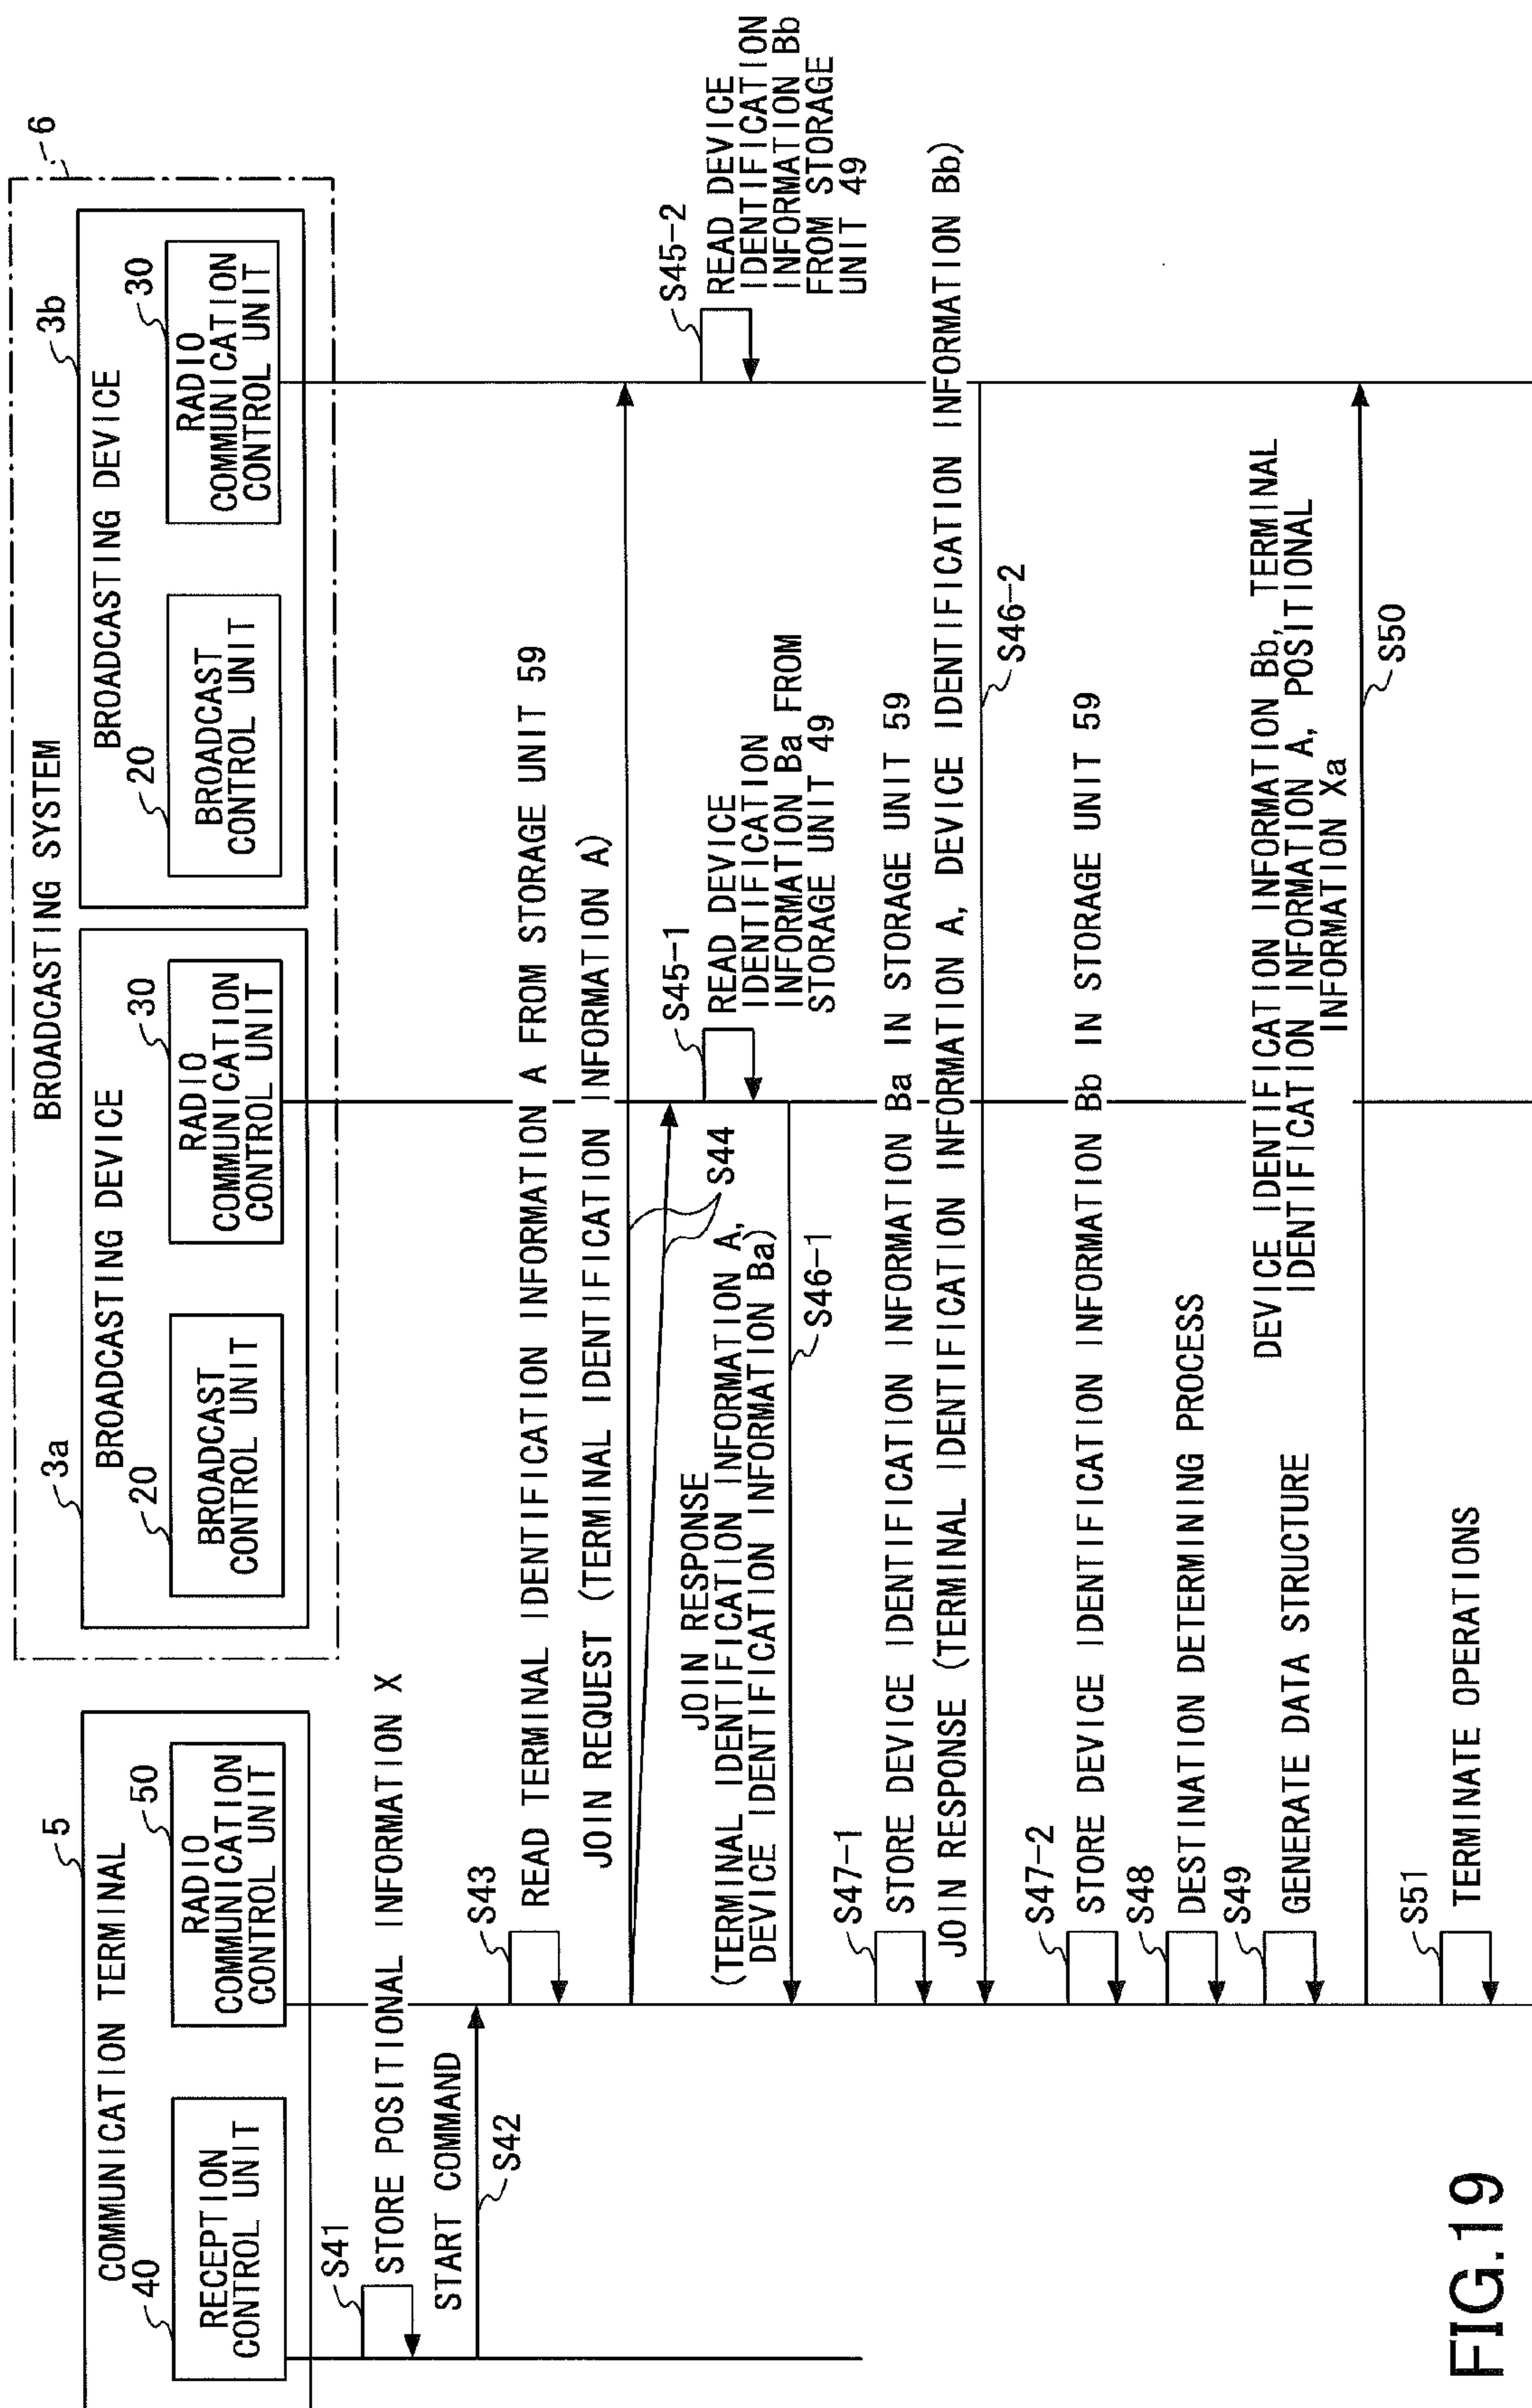 BROADCASTING SYSTEM
6
COMMUNICATION TERMINAL
5
40
RECEPTION
CONTROL UNIT
50
RADIO
COMMUNICATION
CONTROL UNIT
3a
BROADCASTING DEVICE
20
BROADCAST
CONTROL UNIT
30
RADIO
COMMUNICATION
CONTROL UNIT
3b
BROADCASTING DEVICE
20
BROADCAST
CONTROL UNIT
30
RADIO
COMMUNICATION
CONTROL UNIT
S41
STORE POSITIONAL INFORMATION X
START COMMAND
S42
S43
READ TERMINAL IDENTIFICATION INFORMATION A FROM STORAGE UNIT 59
JOIN REQUEST (TERMINAL IDENTIFICATION INFORMATION A)
S44
S45-1
READ DEVICE
IDENTIFICATION
INFORMATION Ba FROM
STORAGE UNIT 49
S45-2
READ DEVICE
IDENTIFICATION
INFORMATION Bb
FROM STORAGE
UNIT 49
JOIN RESPONSE
(TERMINAL IDENTIFICATION INFORMATION A,
DEVICE IDENTIFICATION INFORMATION Ba)
S46-1
S47-1
STORE DEVICE IDENTIFICATION INFORMATION Ba IN STORAGE UNIT 59
JOIN RESPONSE (TERMINAL IDENTIFICATION INFORMATION A, DEVICE IDENTIFICATION INFORMATION Bb)
S46-2
S47-2
STORE DEVICE IDENTIFICATION INFORMATION Bb IN STORAGE UNIT 59
S48
DESTINATION DETERMINING PROCESS
S49
GENERATE DATA STRUCTURE
DEVICE IDENTIFICATION INFORMATION Bb, TERMINAL
IDENTIFICATION INFORMATION A, POSITIONAL
INFORMATION Xa
S50
S51
TERMINATE OPERATIONS
FIG.19